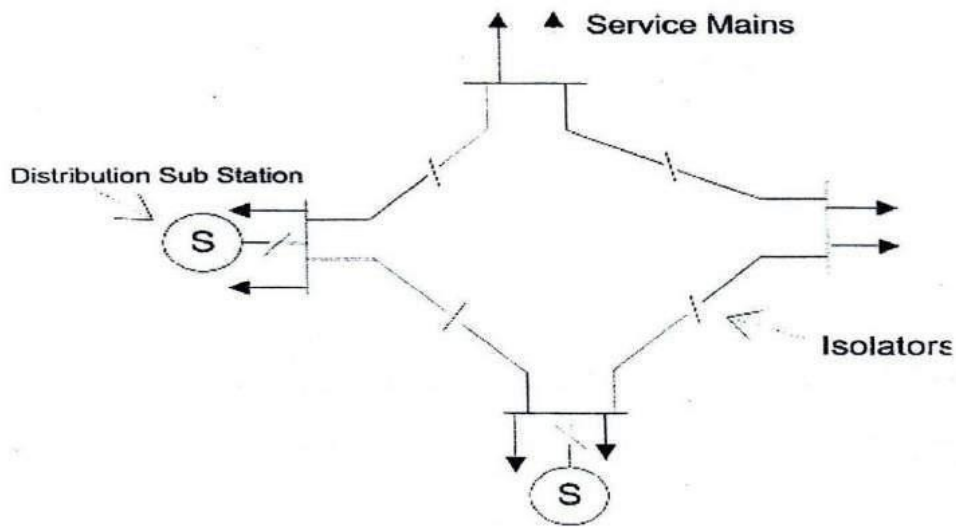 Service Mains
Distribution Sub Station
S
Isolators
S